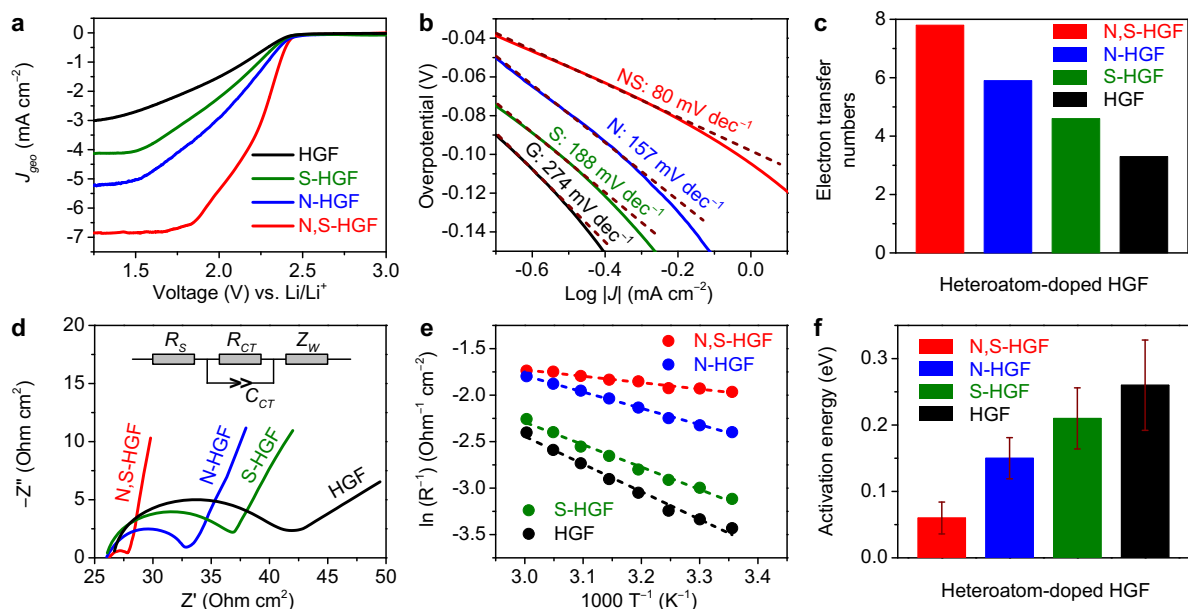 a
0
-1
-2
-3
-4
-5
-6
-7
J_geo (mA cm⁻²)
HGF
S-HGF
N-HGF
N,S-HGF
1.5
2.0
2.5
3.0
Voltage (V) vs. Li/Li⁺
b
-0.04
-0.06
-0.08
-0.10
-0.12
-0.14
Overpotential (V)
NS: 80 mV dec⁻¹
N: 157 mV dec⁻¹
S: 188 mV dec⁻¹
G: 274 mV dec⁻¹
-0.6
-0.4
-0.2
0.0
Log |J| (mA cm⁻²)
c
8
6
4
2
0
Electron transfer
numbers
N,S-HGF
N-HGF
S-HGF
HGF
Heteroatom-doped HGF
d
20
15
10
5
0
−Z" (Ohm cm²)
R_S
R_CT
Z_W
C_CT
N,S-HGF
N-HGF
S-HGF
HGF
25
30
35
40
45
50
Z' (Ohm cm²)
e
-1.5
-2.0
-2.5
-3.0
-3.5
ln (R⁻¹) (Ohm⁻¹ cm⁻²)
N,S-HGF
N-HGF
S-HGF
HGF
3.0
3.1
3.2
3.3
3.4
1000 T⁻¹ (K⁻¹)
f
0.3
0.2
0.1
0.0
Activation energy (eV)
N,S-HGF
N-HGF
S-HGF
HGF
Heteroatom-doped HGF